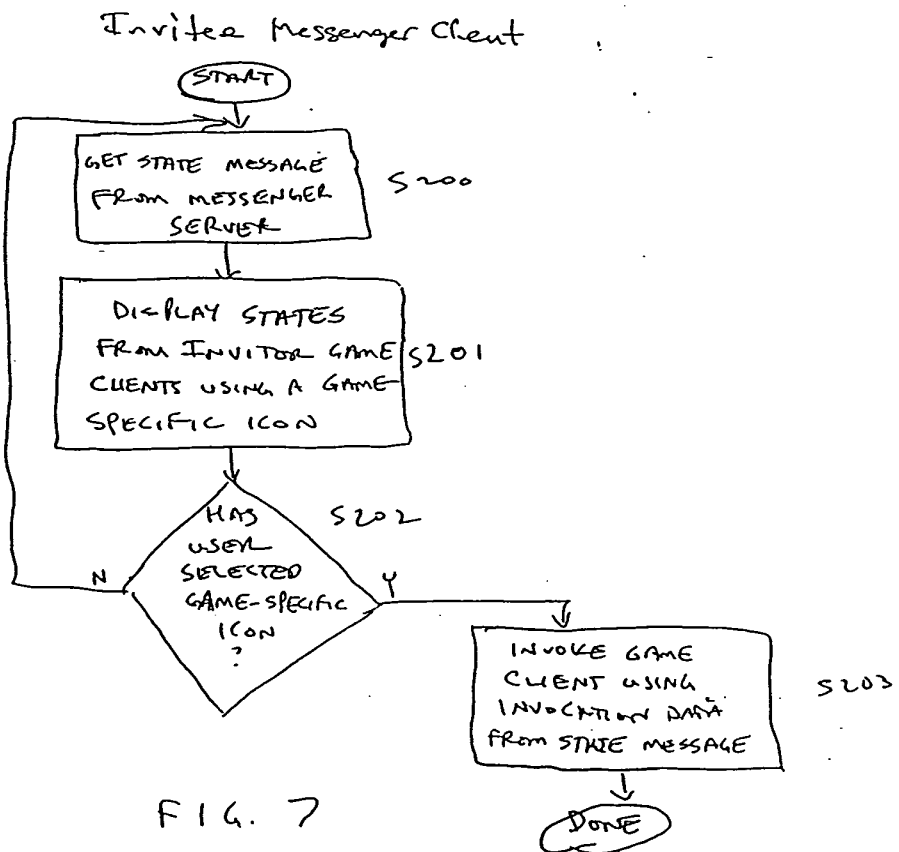 Invitee Messenger Client
START
GET STATE MESSAGE
FROM MESSENGER
SERVER
S200
DISPLAY STATES
FROM INVITOR GAME
CLIENTS USING A GAME-
SPECIFIC ICON
S201
HAS
USER
SELECTED
GAME-SPECIFIC
ICON
?
S202
N
Y
INVOKE GAME
CLIENT USING
INVOCATION DATA
FROM STATE MESSAGE
S203
DONE
FIG. 7